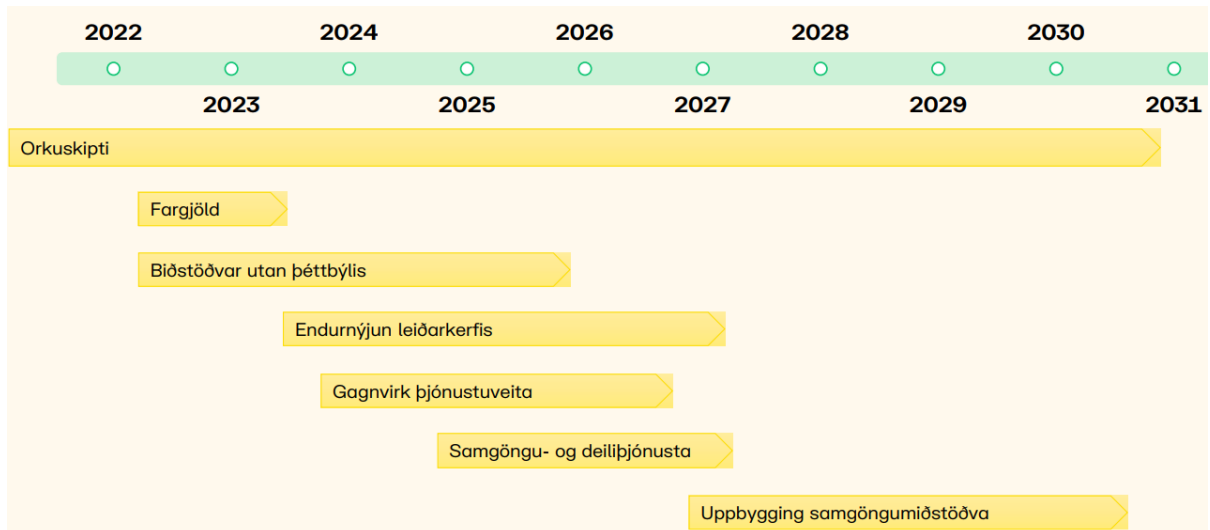 2022 2024 2026 2028 2030
2023 2025 2027 2029 2031
Orkuskipti
Fargjöld
Biðstöðvar utan þéttbýlis
Endurnýjun leiðarkerfis
Gagnvirk þjónustuveita
Samgöngu- og deiliþjónusta
Uppbygging samgöngumiðstöðva